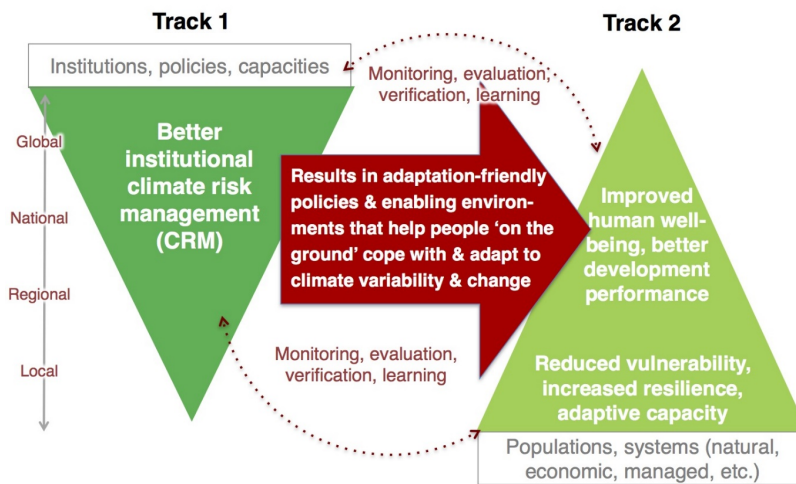 Track 1
Track 2
Institutions, policies, capacities
Monitoring, evaluation,
verification, learning
Global
National
Regional
Local
Better
institutional
climate risk
management
(CRM)
Results in adaptation-friendly
policies & enabling environ-
ments that help people ‘on the
ground’ cope with & adapt to
climate variability & change
Improved
human well-
being, better
development
performance
Monitoring, evaluation,
verification, learning
Reduced vulnerability,
increased resilience,
adaptive capacity
Populations, systems (natural,
economic, managed, etc.)